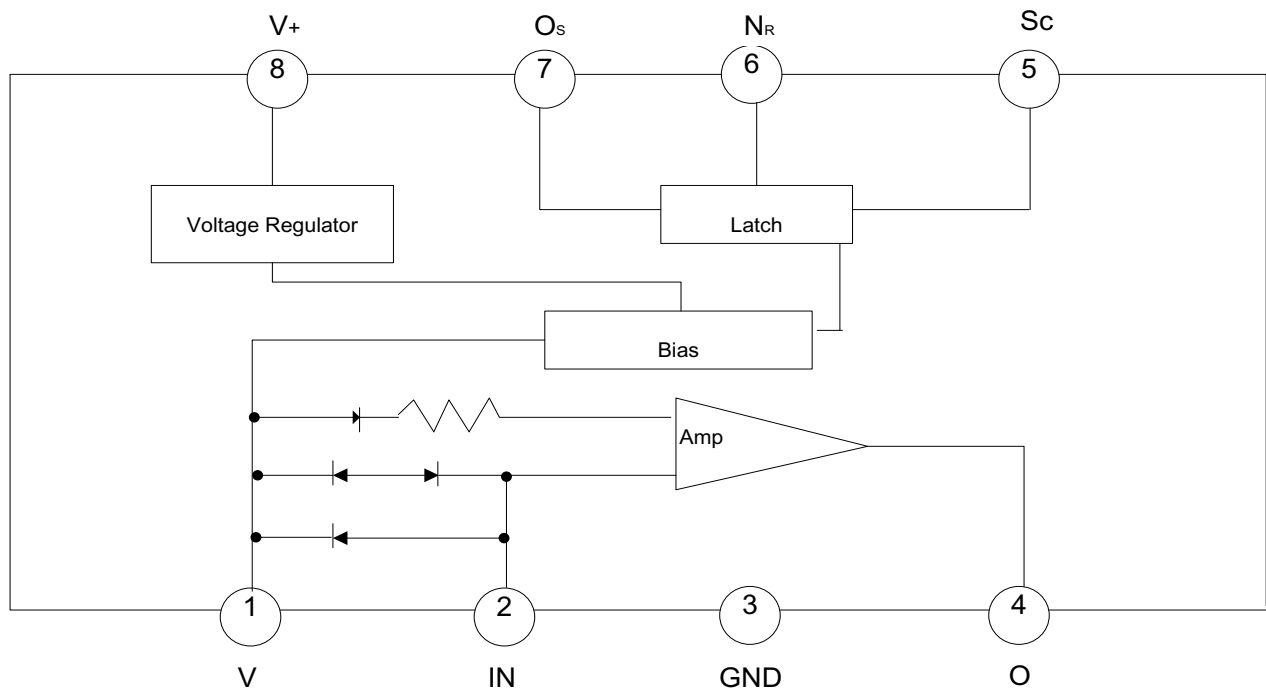 V+ Os NR Sc
8 7 6 5
Voltage Regulator
Latch
Bias
Amp
1 2 3 4
V IN GND O